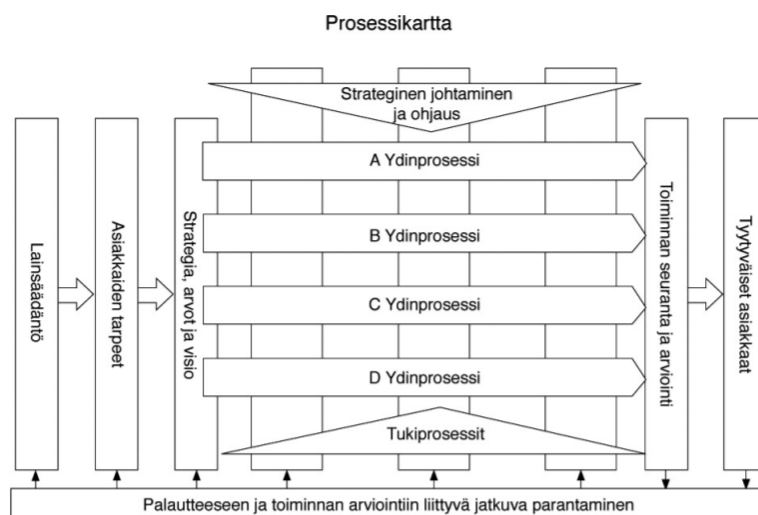 Prosessikartta
Strateginen johtaminen
ja ohjaus
Lainsäädäntö
Asiakkaiden tarpeet
Strategia, arvot ja visio
A Ydinprosessi
B Ydinprosessi
C Ydinprosessi
D Ydinprosessi
Tukiprosessit
Toiminnan seuranta ja arviointi
Tyytyväiset asiakkaat
Palautteeseen ja toiminnan arviointiin liittyvä jatkuva parantaminen